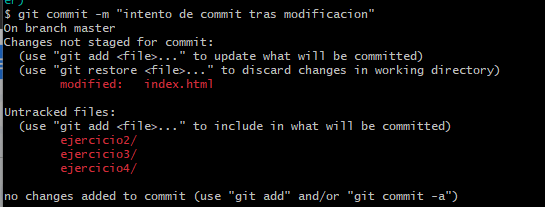 er)
$ git commit -m "intento de commit tras modificacion"
On branch master
Changes not staged for commit:
  (use "git add <file>..." to update what will be committed)
  (use "git restore <file>..." to discard changes in working directory)
        modified:   index.html

Untracked files:
  (use "git add <file>..." to include in what will be committed)
        ejercicio2/
        ejercicio3/
        ejercicio4/

no changes added to commit (use "git add" and/or "git commit -a")